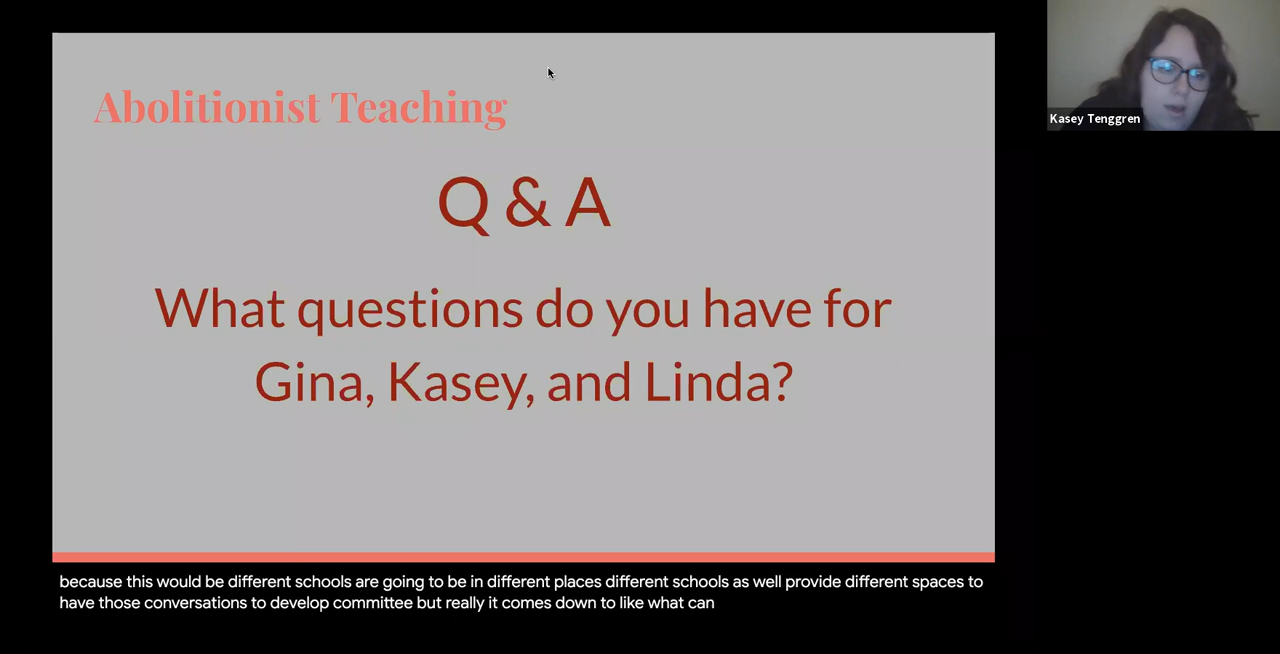 Abolitionist Teaching
Q & A
What questions do you have for
Gina, Kasey, and Linda?
Kasey Tenggren
because this would be different schools are going to be in different places different schools as well provide different spaces to
have those conversations to develop committee but really it comes down to like what can